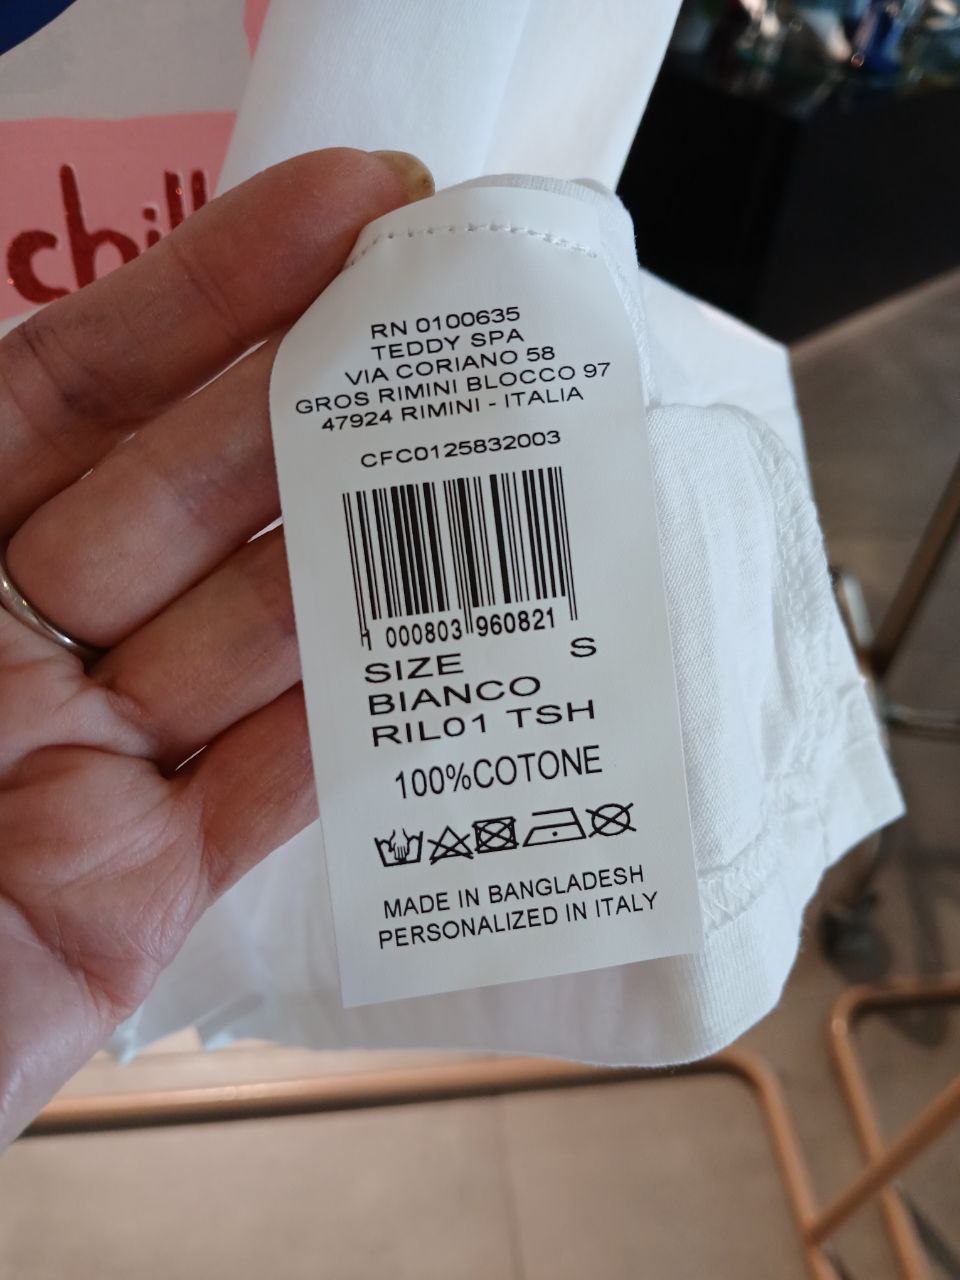 chill
RN 0100635
TEDDY SPA
VIA CORIANO 58
GROS RIMINI BLOCCO 97
47924 RIMINI - ITALIA
CFC0125832003
1 000803 960821
SIZE S
BIANCO
RIL01 TSH
100%COTONE
MADE IN BANGLADESH
PERSONALIZED IN ITALY